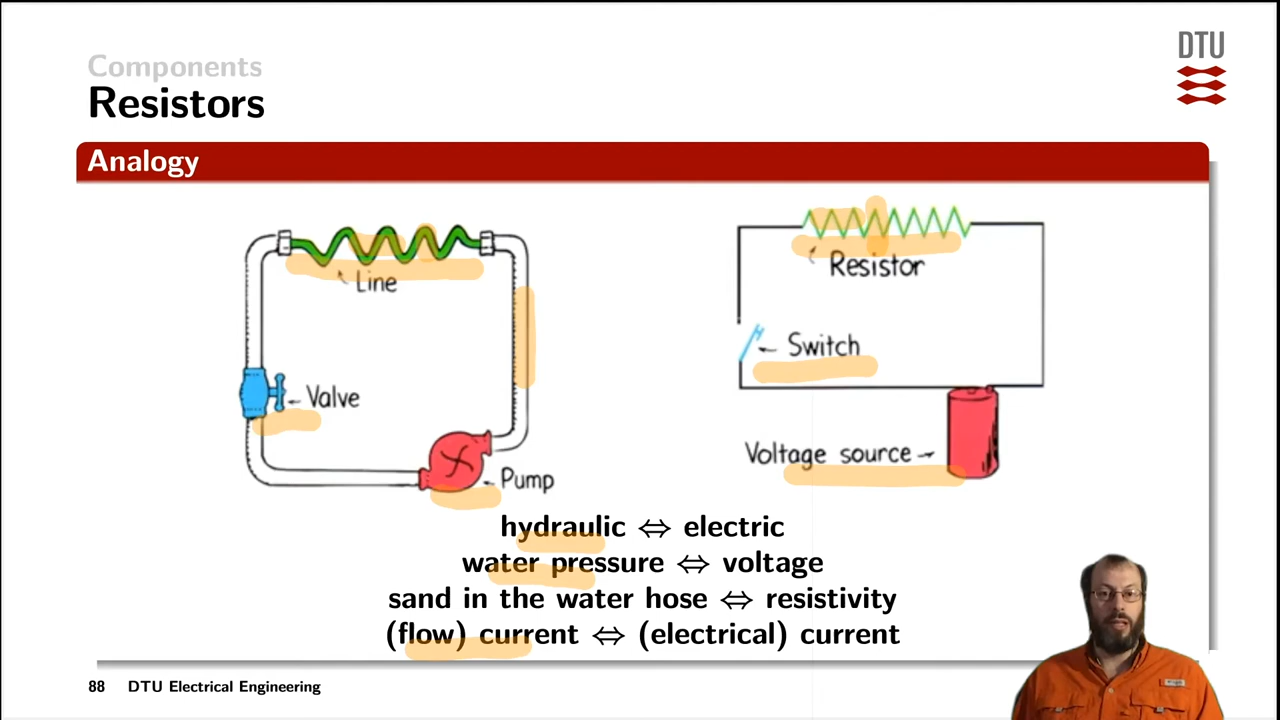 Components
Resistors
DTU
Analogy
Line
Valve
Pump
Resistor
Switch
Voltage source
hydraulic ⇔ electric
water pressure ⇔ voltage
sand in the water hose ⇔ resistivity
(flow) current ⇔ (electrical) current
88 DTU Electrical Engineering